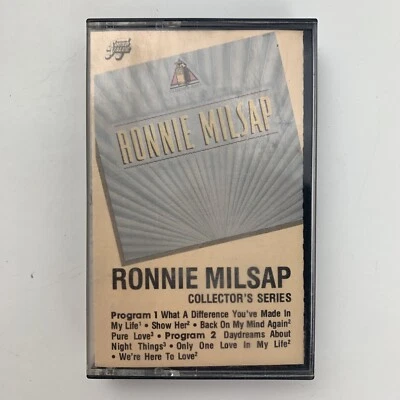 RONNIE MILSAP
RONNIE MILSAP
COLLECTOR'S SERIES
Program 1 What A Difference You've Made In
My Life¹ • Show Her² • Back On My Mind Again²
Pure Love³ • Program 2 Daydreams About
Night Things³ • Only One Love In My Life²
• We're Here To Love²